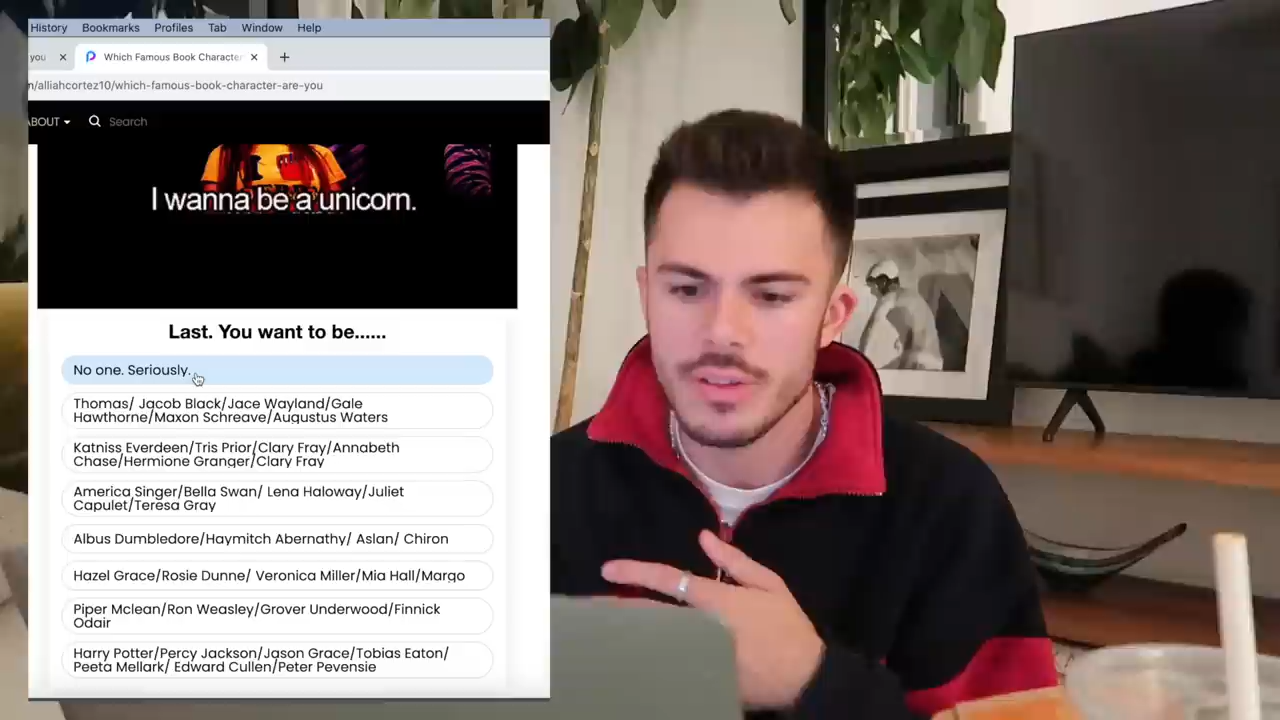 History Bookmarks Profiles Tab Window Help
you Which Famous Book Character
n/alliahcortez10/which-famous-book-character-are-you
ABOUT Search
I wanna be a unicorn.
Last. You want to be......
No one. Seriously.
Thomas/ Jacob Black/Jace Wayland/Gale
Hawthorne/Maxon Schreave/Augustus Waters
Katniss Everdeen/Tris Prior/Clary Fray/Annabeth
Chase/Hermione Granger/Clary Fray
America Singer/Bella Swan/ Lena Haloway/Juliet
Capulet/Teresa Gray
Albus Dumbledore/Haymitch Abernathy/ Aslan/ Chiron
Hazel Grace/Rosie Dunne/ Veronica Miller/Mia Hall/Margo
Piper Mclean/Ron Weasley/Grover Underwood/Finnick
Odair
Harry Potter/Percy Jackson/Jason Grace/Tobias Eaton/
Peeta Mellark/ Edward Cullen/Peter Pevensie